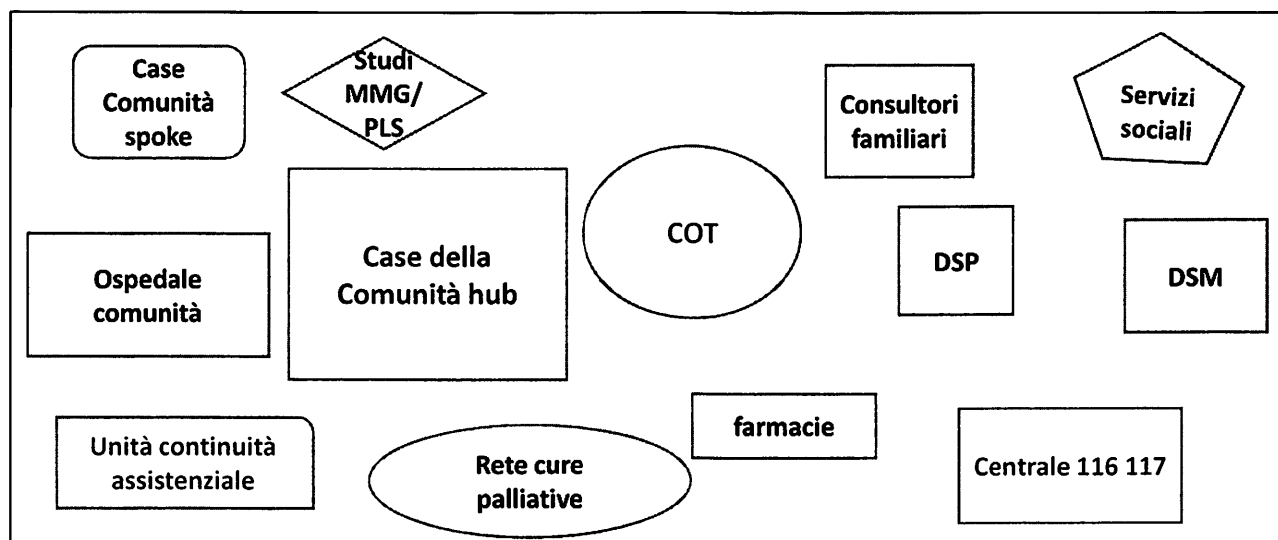 Case
Comunità
spoke
Studi
MMG/
PLS
Consultori
familiari
Servizi
sociali
Ospedale
comunità
Case della
Comunità hub
COT
DSP
DSM
Unità continuità
assistenziale
Rete cure
palliative
farmacie
Centrale 116 117